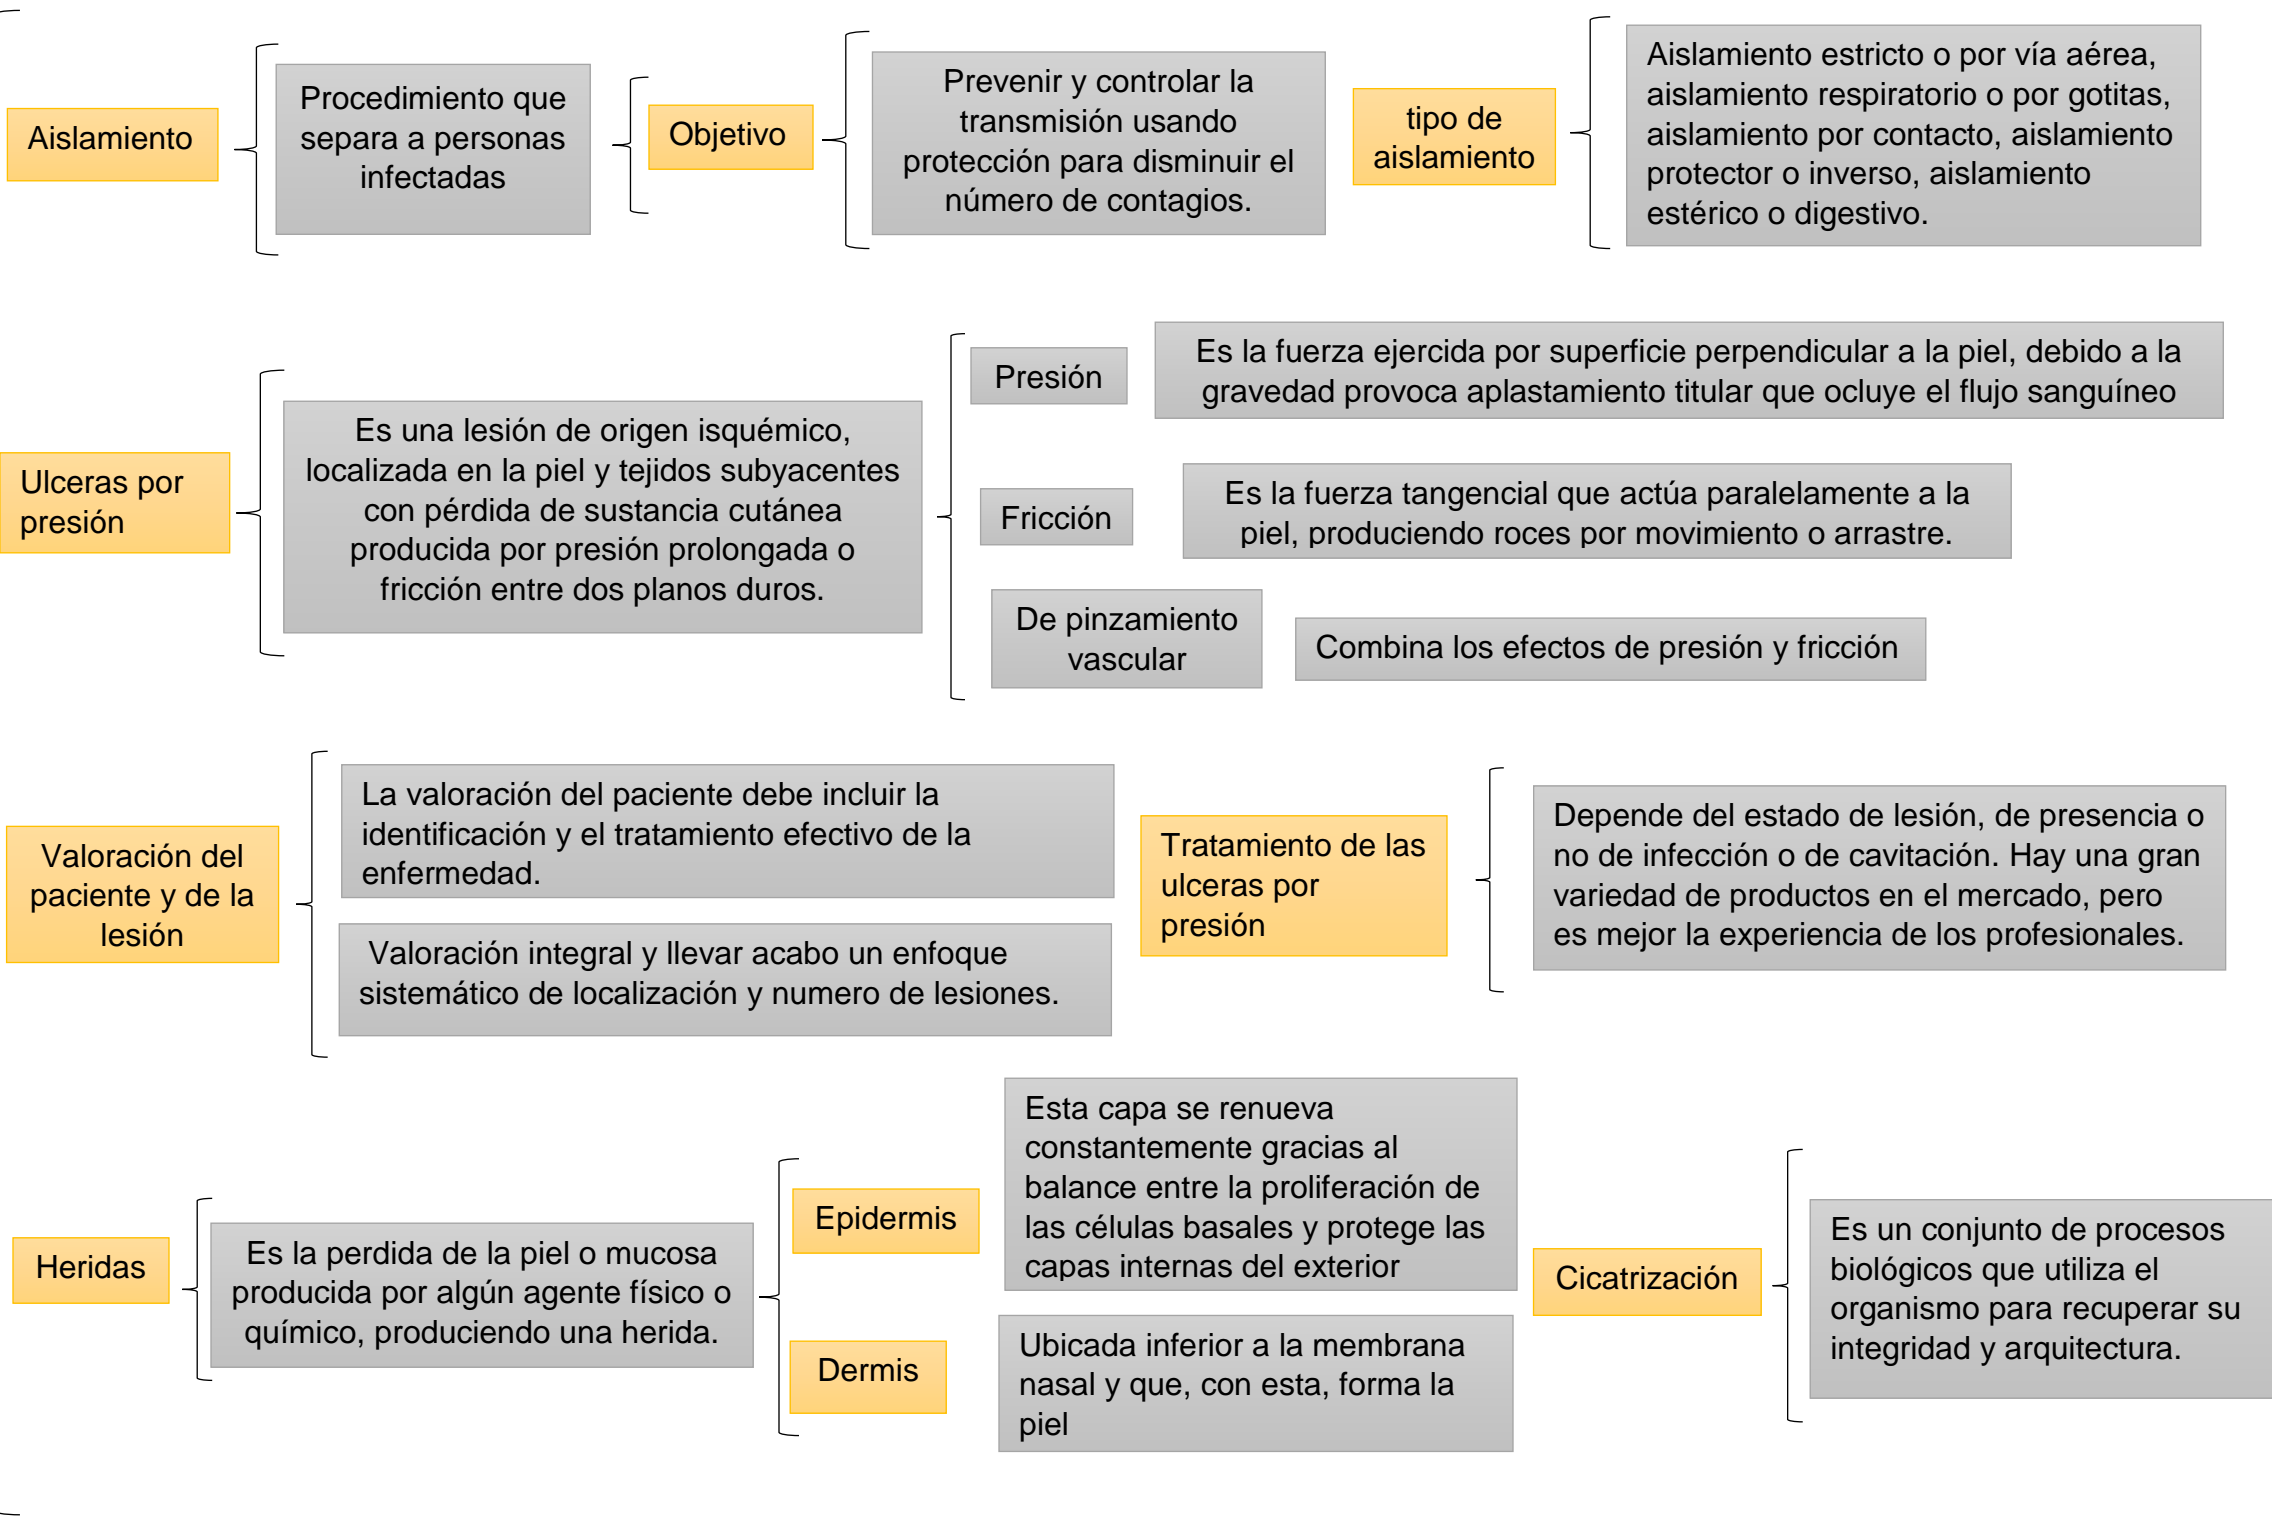 Aislamiento
Procedimiento que
separa a personas
infectadas
Objetivo
Prevenir y controlar la
transmisión usando
protección para disminuir el
número de contagios.
tipo de
aislamiento
Aislamiento estricto o por vía aérea,
aislamiento respiratorio o por gotitas,
aislamiento por contacto, aislamiento
protector o inverso, aislamiento
estérico o digestivo.
Ulceras por
presión
Es una lesión de origen isquémico,
localizada en la piel y tejidos subyacentes
con pérdida de sustancia cutánea
producida por presión prolongada o
fricción entre dos planos duros.
Presión
Es la fuerza ejercida por superficie perpendicular a la piel, debido a la
gravedad provoca aplastamiento titular que ocluye el flujo sanguíneo
Fricción
Es la fuerza tangencial que actúa paralelamente a la
piel, produciendo roces por movimiento o arrastre.
De pinzamiento
vascular
Combina los efectos de presión y fricción
Valoración del
paciente y de la
lesión
La valoración del paciente debe incluir la
identificación y el tratamiento efectivo de la
enfermedad.
Valoración integral y llevar acabo un enfoque
sistemático de localización y numero de lesiones.
Tratamiento de las
ulceras por
presión
Depende del estado de lesión, de presencia o
no de infección o de cavitación. Hay una gran
variedad de productos en el mercado, pero
es mejor la experiencia de los profesionales.
Heridas
Es la perdida de la piel o mucosa
producida por algún agente físico o
químico, produciendo una herida.
Epidermis
Esta capa se renueva
constantemente gracias al
balance entre la proliferación de
las células basales y protege las
capas internas del exterior
Dermis
Ubicada inferior a la membrana
nasal y que, con esta, forma la
piel
Cicatrización
Es un conjunto de procesos
biológicos que utiliza el
organismo para recuperar su
integridad y arquitectura.